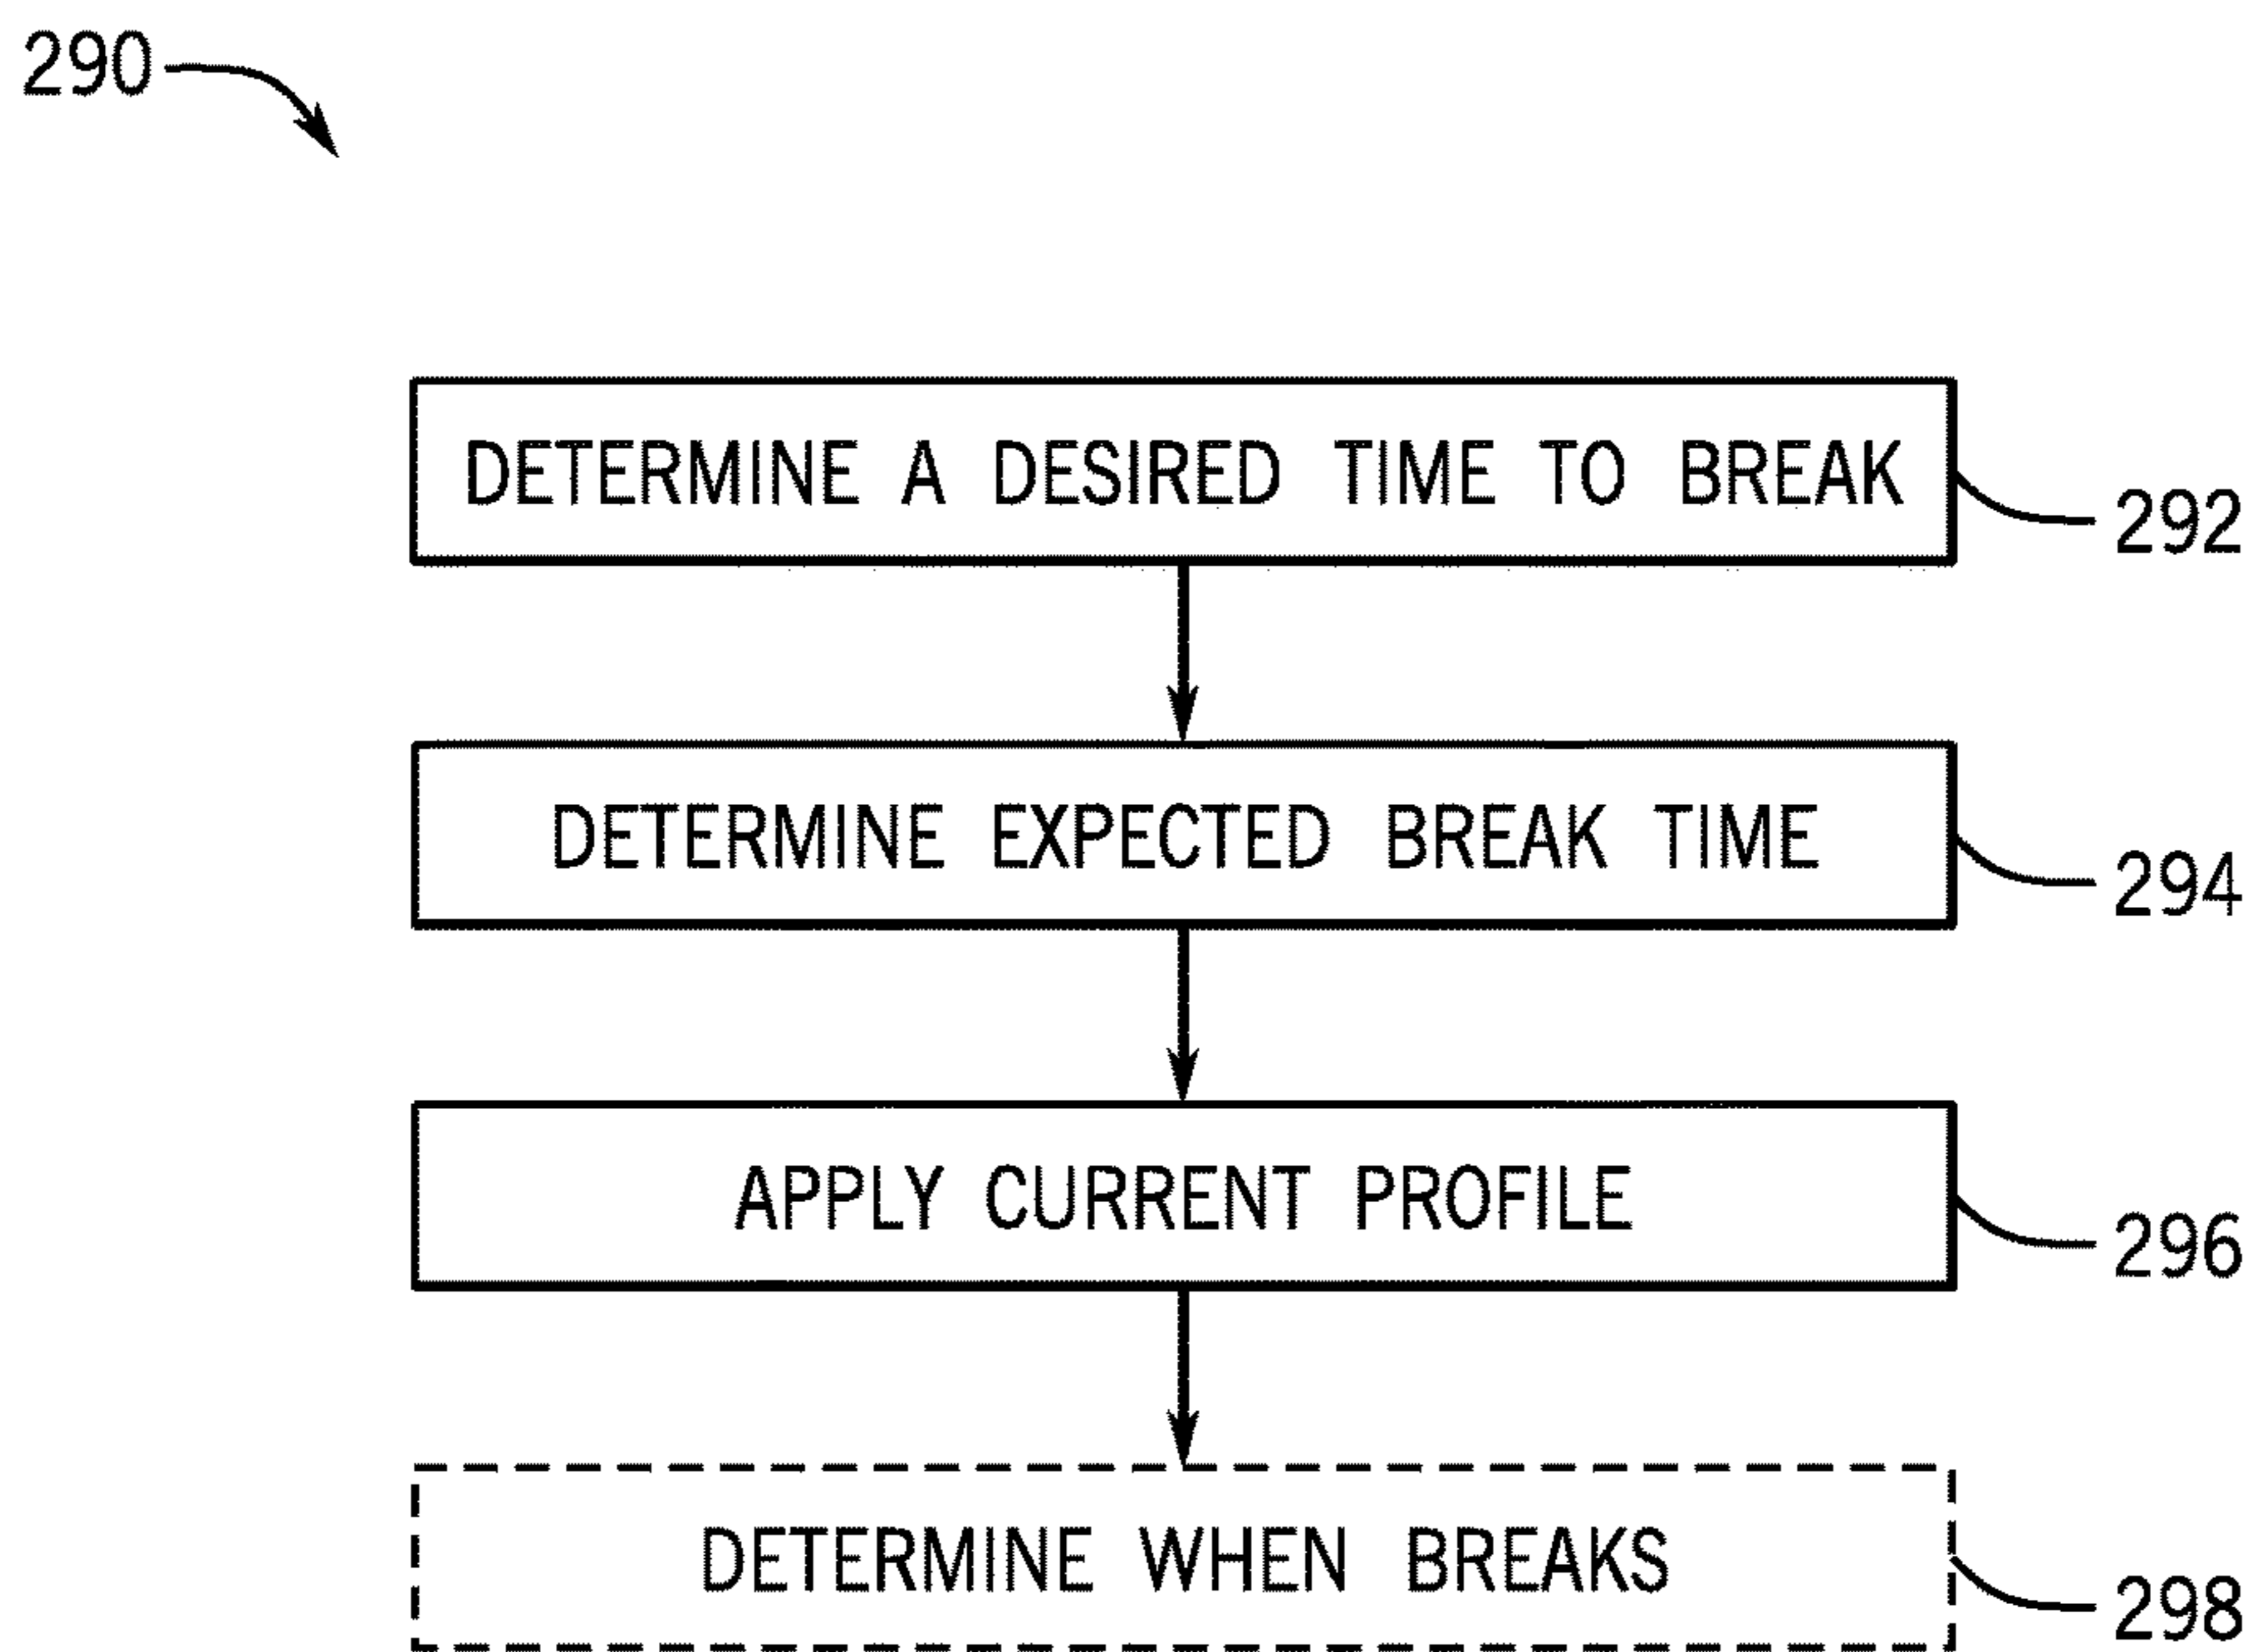 290
DETERMINE A DESIRED TIME TO BREAK
292
DETERMINE EXPECTED BREAK TIME
294
APPLY CURRENT PROFILE
296
DETERMINE WHEN BREAKS
298